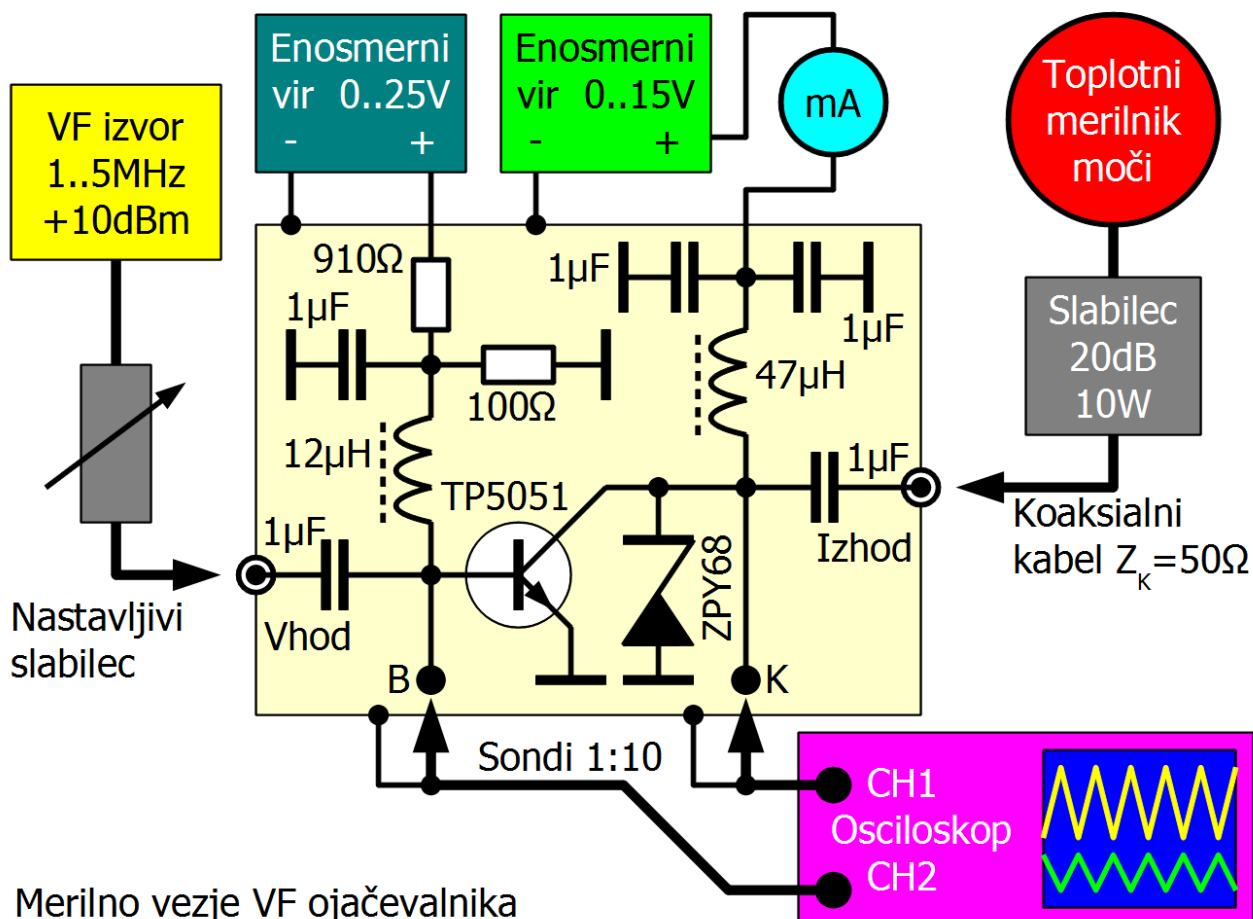 Enosmerni
vir 0..25V
- +
Enosmerni
vir 0..15V
- +
mA
Toplotni
merilnik
moči
VF izvor
1..5MHz
+10dBm
910Ω
1µF
100Ω
12µH
1µF
1µF
47µH
Slabilec
20dB
10W
TP5051
1µF
Vhod
1µF
Izhod
ZPY68
Koaksialni
kabel ZK=50Ω
Nastavljivi
slabilec
B
K
Sondi 1:10
CH1
Osciloskop
CH2
Merilno vezje VF ojačevalnika